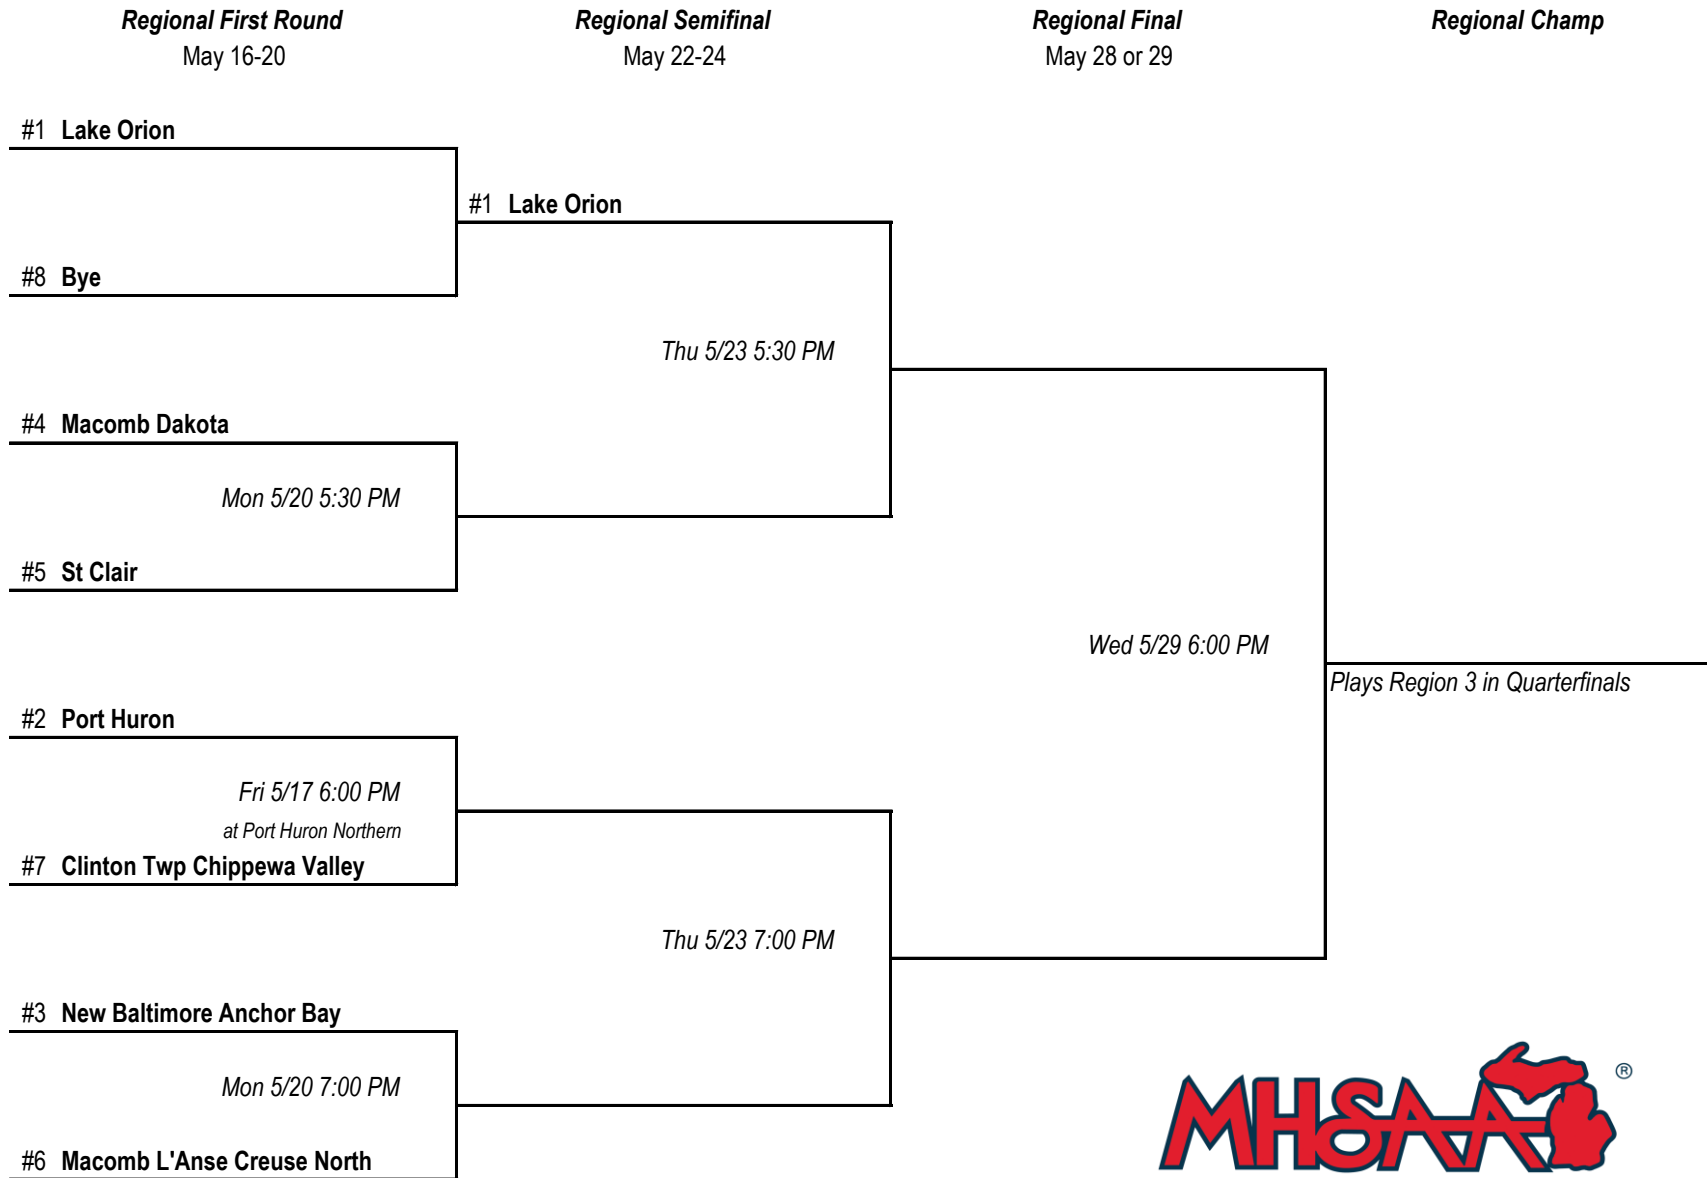 Regional First Round
Regional Semifinal
Regional Final
Regional Champ
May 16-20
May 22-24
May 28 or 29
#1 Lake Orion
#1 Lake Orion
#8 Bye
Thu 5/23 5:30 PM
#4 Macomb Dakota
Mon 5/20 5:30 PM
#5 St Clair
Wed 5/29 6:00 PM
Plays Region 3 in Quarterfinals
#2 Port Huron
Fri 5/17 6:00 PM
at Port Huron Northern
#7 Clinton Twp Chippewa Valley
Thu 5/23 7:00 PM
#3 New Baltimore Anchor Bay
Mon 5/20 7:00 PM
#6 Macomb L'Anse Creuse North
MHSAA ®